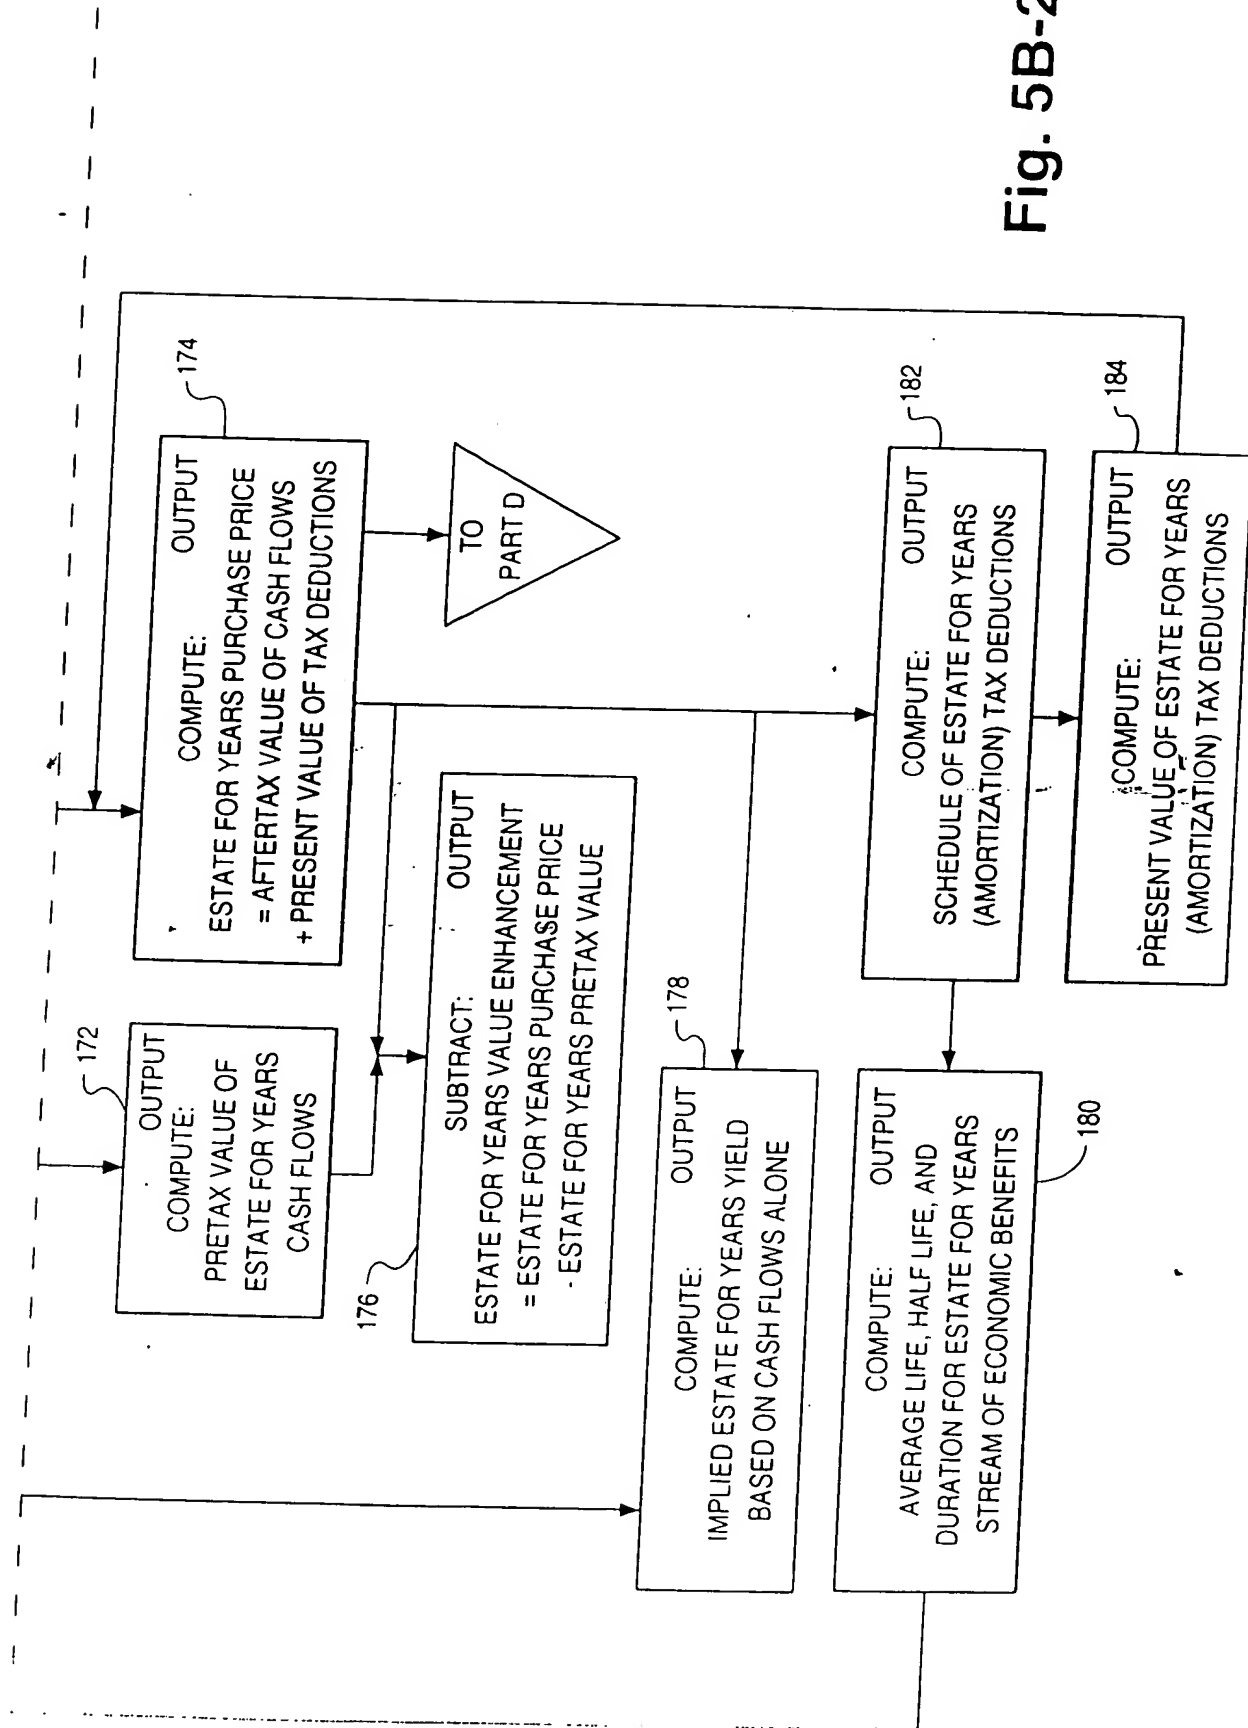 172
OUTPUT
COMPUTE:
PRETAX VALUE OF
ESTATE FOR YEARS
CASH FLOWS
174
COMPUTE: OUTPUT
ESTATE FOR YEARS PURCHASE PRICE
= AFTERTAX VALUE OF CASH FLOWS
+ PRESENT VALUE OF TAX DEDUCTIONS
TO
PART D
176
SUBTRACT: OUTPUT
ESTATE FOR YEARS VALUE ENHANCEMENT
= ESTATE FOR YEARS PURCHASE PRICE
- ESTATE FOR YEARS PRETAX VALUE
178
COMPUTE: OUTPUT
IMPLIED ESTATE FOR YEARS YIELD
BASED ON CASH FLOWS ALONE
182
COMPUTE: OUTPUT
SCHEDULE OF ESTATE FOR YEARS
(AMORTIZATION) TAX DEDUCTIONS
COMPUTE: OUTPUT
AVERAGE LIFE, HALF LIFE, AND
DURATION FOR ESTATE FOR YEARS
STREAM OF ECONOMIC BENEFITS
180
184
COMPUTE: OUTPUT
PRESENT VALUE OF ESTATE FOR YEARS
(AMORTIZATION) TAX DEDUCTIONS
Fig. 5B-2